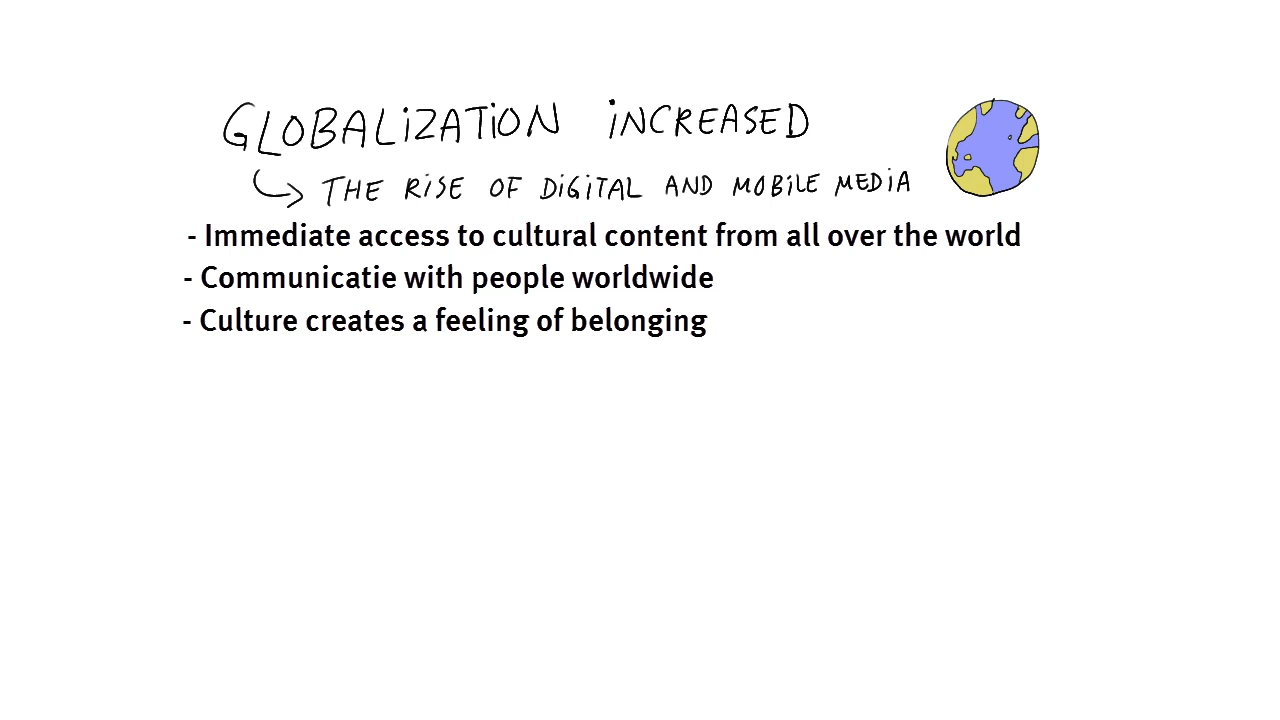 GLOBALiZATiON iNCREASED
THE RiSE OF DiGiTAL AND MOBiLE MEDiA
- Immediate access to cultural content from all over the world
- Communicatie with people worldwide
- Culture creates a feeling of belonging